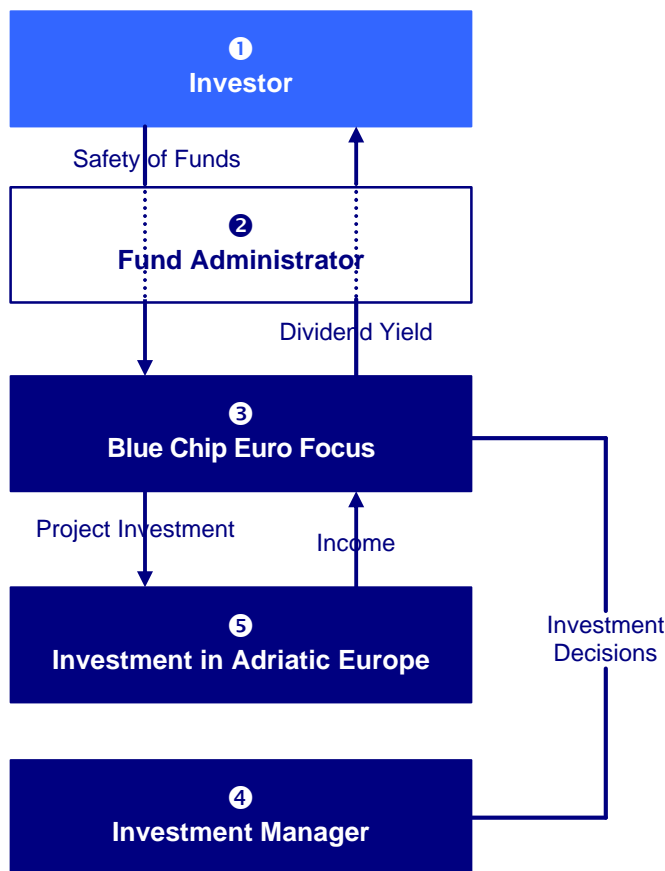 ❶
Investor
Safety of Funds
❷
Fund Administrator
Dividend Yield
❸
Blue Chip Euro Focus
Project Investment
Income
❺
Investment in Adriatic Europe
Investment
Decisions
❹
Investment Manager